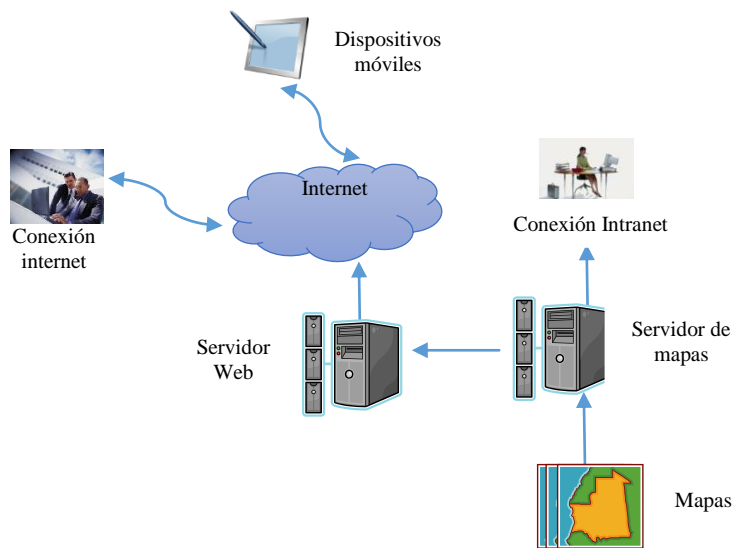 Dispositivos
móviles
Internet
Conexión
internet
Conexión Intranet
Servidor
Web
Servidor de
mapas
Mapas